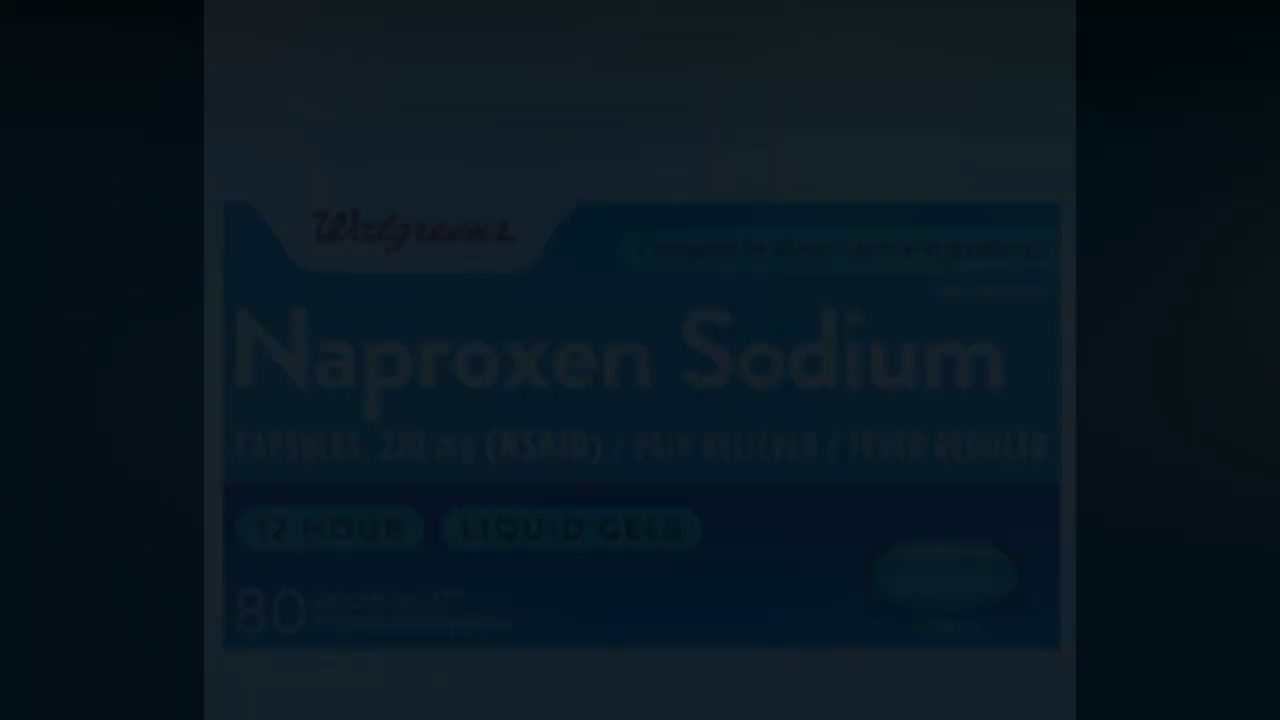 Walgreens
Naproxen Sodium
CAPSULES, 220 mg (NSAID) / PAIN RELIEVER / FEVER REDUCER
12 HOUR
LIQUID GELS
80